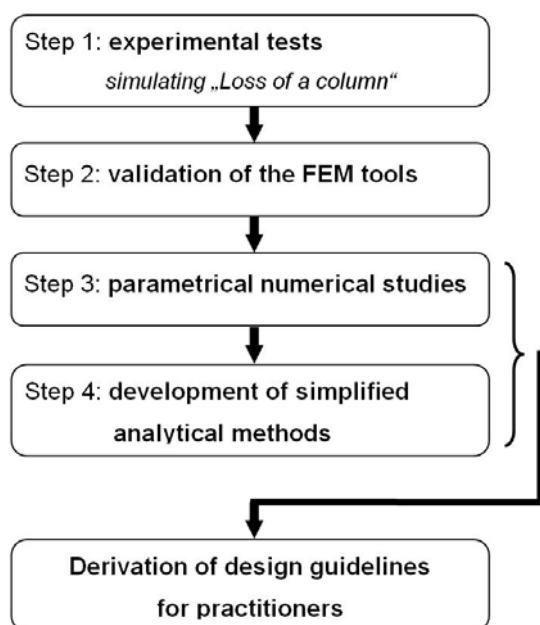 Step 1: experimental tests
simulating „Loss of a column“
Step 2: validation of the FEM tools
Step 3: parametrical numerical studies
Step 4: development of simplified
analytical methods
Derivation of design guidelines
for practitioners